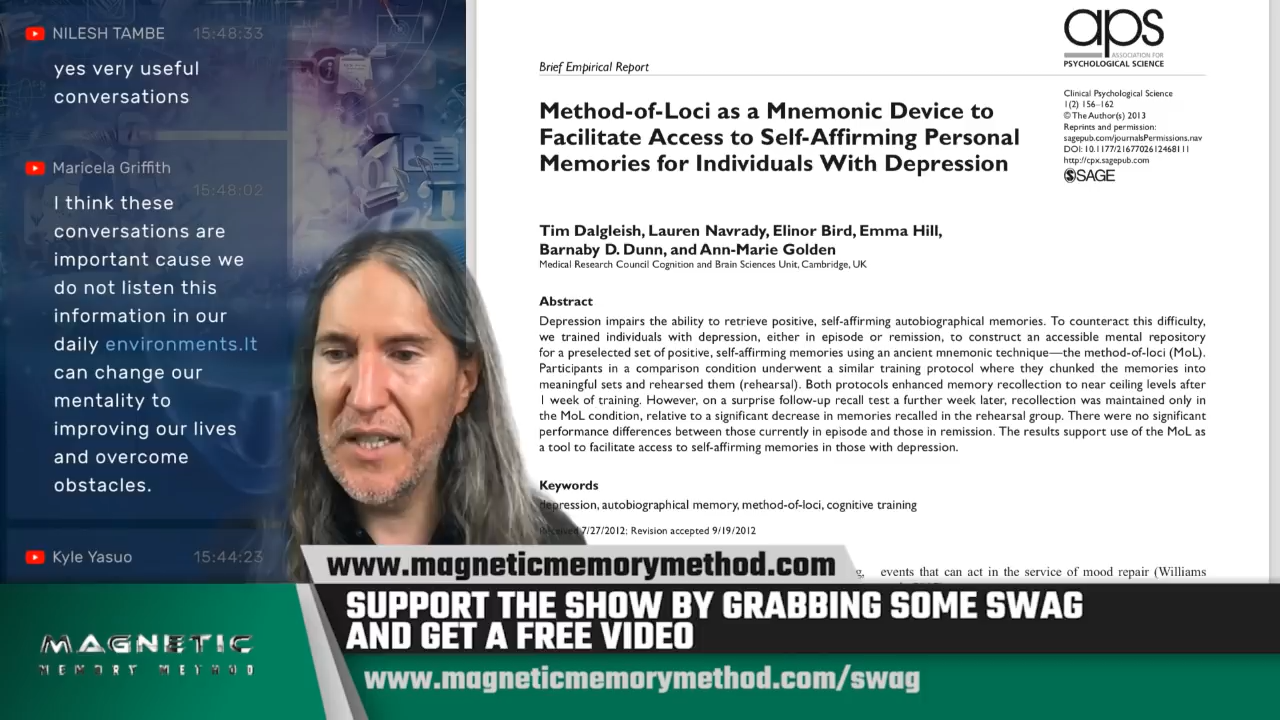 NILESH TAMBE 15:48:33
yes very useful
conversations
Maricela Griffith
15:48:02
I think these
conversations are
important cause we
do not listen this
information in our
daily environments.It
can change our
mentality to
improving our lives
and overcome
obstacles.
Kyle Yasuo 15:44:23
aps
ASSOCIATION FOR
PSYCHOLOGICAL SCIENCE
Brief Empirical Report
Method-of-Loci as a Mnemonic Device to
Facilitate Access to Self-Affirming Personal
Memories for Individuals With Depression
Clinical Psychological Science
1(2) 156–162
© The Author(s) 2013
Reprints and permission:
sagepub.com/journalsPermissions.nav
DOI: 10.1177/2167702612468111
http://cpx.sagepub.com
SAGE
Tim Dalgleish, Lauren Navrady, Elinor Bird, Emma Hill,
Barnaby D. Dunn, and Ann-Marie Golden
Medical Research Council Cognition and Brain Sciences Unit, Cambridge, UK
Abstract
Depression impairs the ability to retrieve positive, self-affirming autobiographical memories. To counteract this difficulty,
we trained individuals with depression, either in episode or remission, to construct an accessible mental repository
for a preselected set of positive, self-affirming memories using an ancient mnemonic technique—the method-of-loci (MoL).
Participants in a comparison condition underwent a similar training protocol where they chunked the memories into
meaningful sets and rehearsed them (rehearsal). Both protocols enhanced memory recollection to near ceiling levels after
1 week of training. However, on a surprise follow-up recall test a further week later, recollection was maintained only in
the MoL condition, relative to a significant decrease in memories recalled in the rehearsal group. There were no significant
performance differences between those currently in episode and those in remission. The results support use of the MoL as
a tool to facilitate access to self-affirming memories in those with depression.
Keywords
depression, autobiographical memory, method-of-loci, cognitive training
Received 7/27/2012; Revision accepted 9/19/2012
events that can act in the service of mood repair (Williams
www.magneticmemorymethod.com
SUPPORT THE SHOW BY GRABBING SOME SWAG
AND GET A FREE VIDEO
www.magneticmemorymethod.com/swag
MAGNETIC
MEMORY METHOD